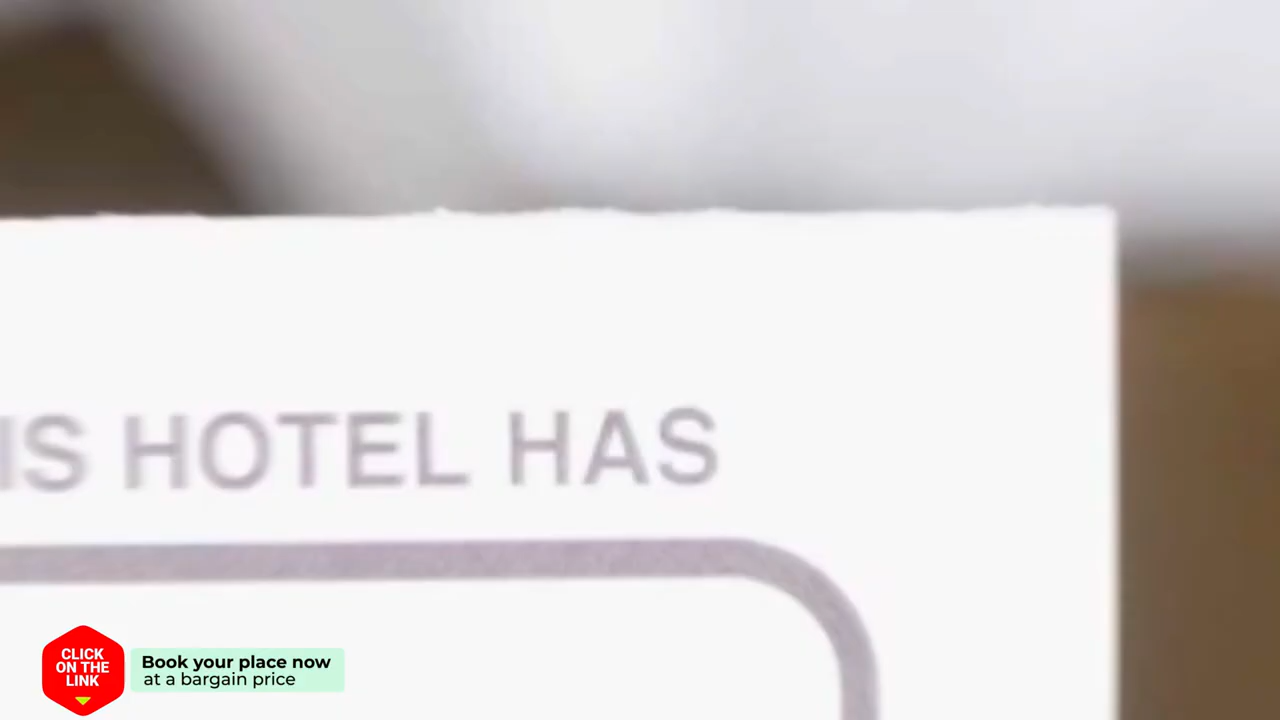 IS HOTEL HAS
CLICK
ON THE
LINK
Book your place now
at a bargain price